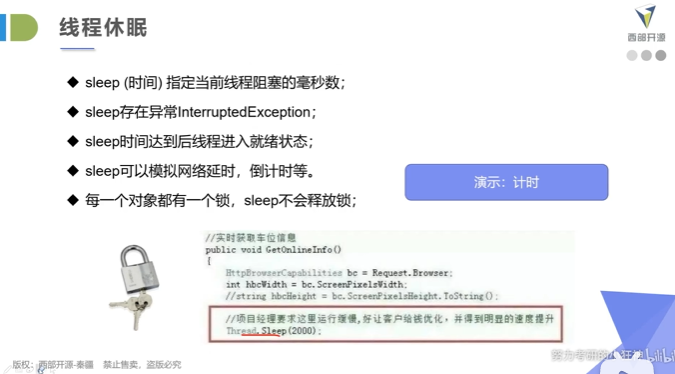 线程休眠
西部开源
sleep (时间) 指定当前线程阻塞的毫秒数；
sleep存在异常InterruptedException；
sleep时间达到后线程进入就绪状态；
sleep可以模拟网络延时，倒计时等。
每一个对象都有一个锁，sleep不会释放锁；
演示：计时
//实时获取车位信息
public void GetOnlineInfo()
{
HttpBrowserCapabilities bc = Request.Browser;
int hbcWidth = bc.ScreenPixelsWidth;
//string hbcHeight = bc.ScreenPixelsHeight.ToString();
//项目经理要求这里运行缓慢,好让客户给钱优化，并得到明显的速度提升
Thread.Sleep(2000);
版权：西部开源-秦疆 禁止售卖，盗版必究
bilibili